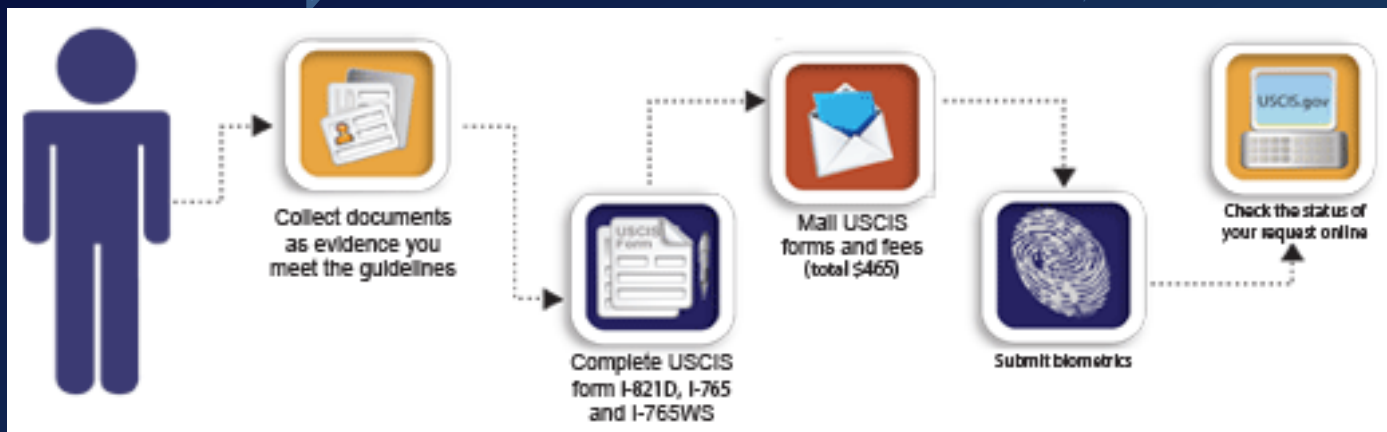 Collect documents
as evidence you
meet the guidelines
USCIS
Form
Complete USCIS
form I-821D, I-765
and I-765WS
Mail USCIS
forms and fees
(total $465)
Submit biometrics
USCIS.gov
Check the status of
your request online